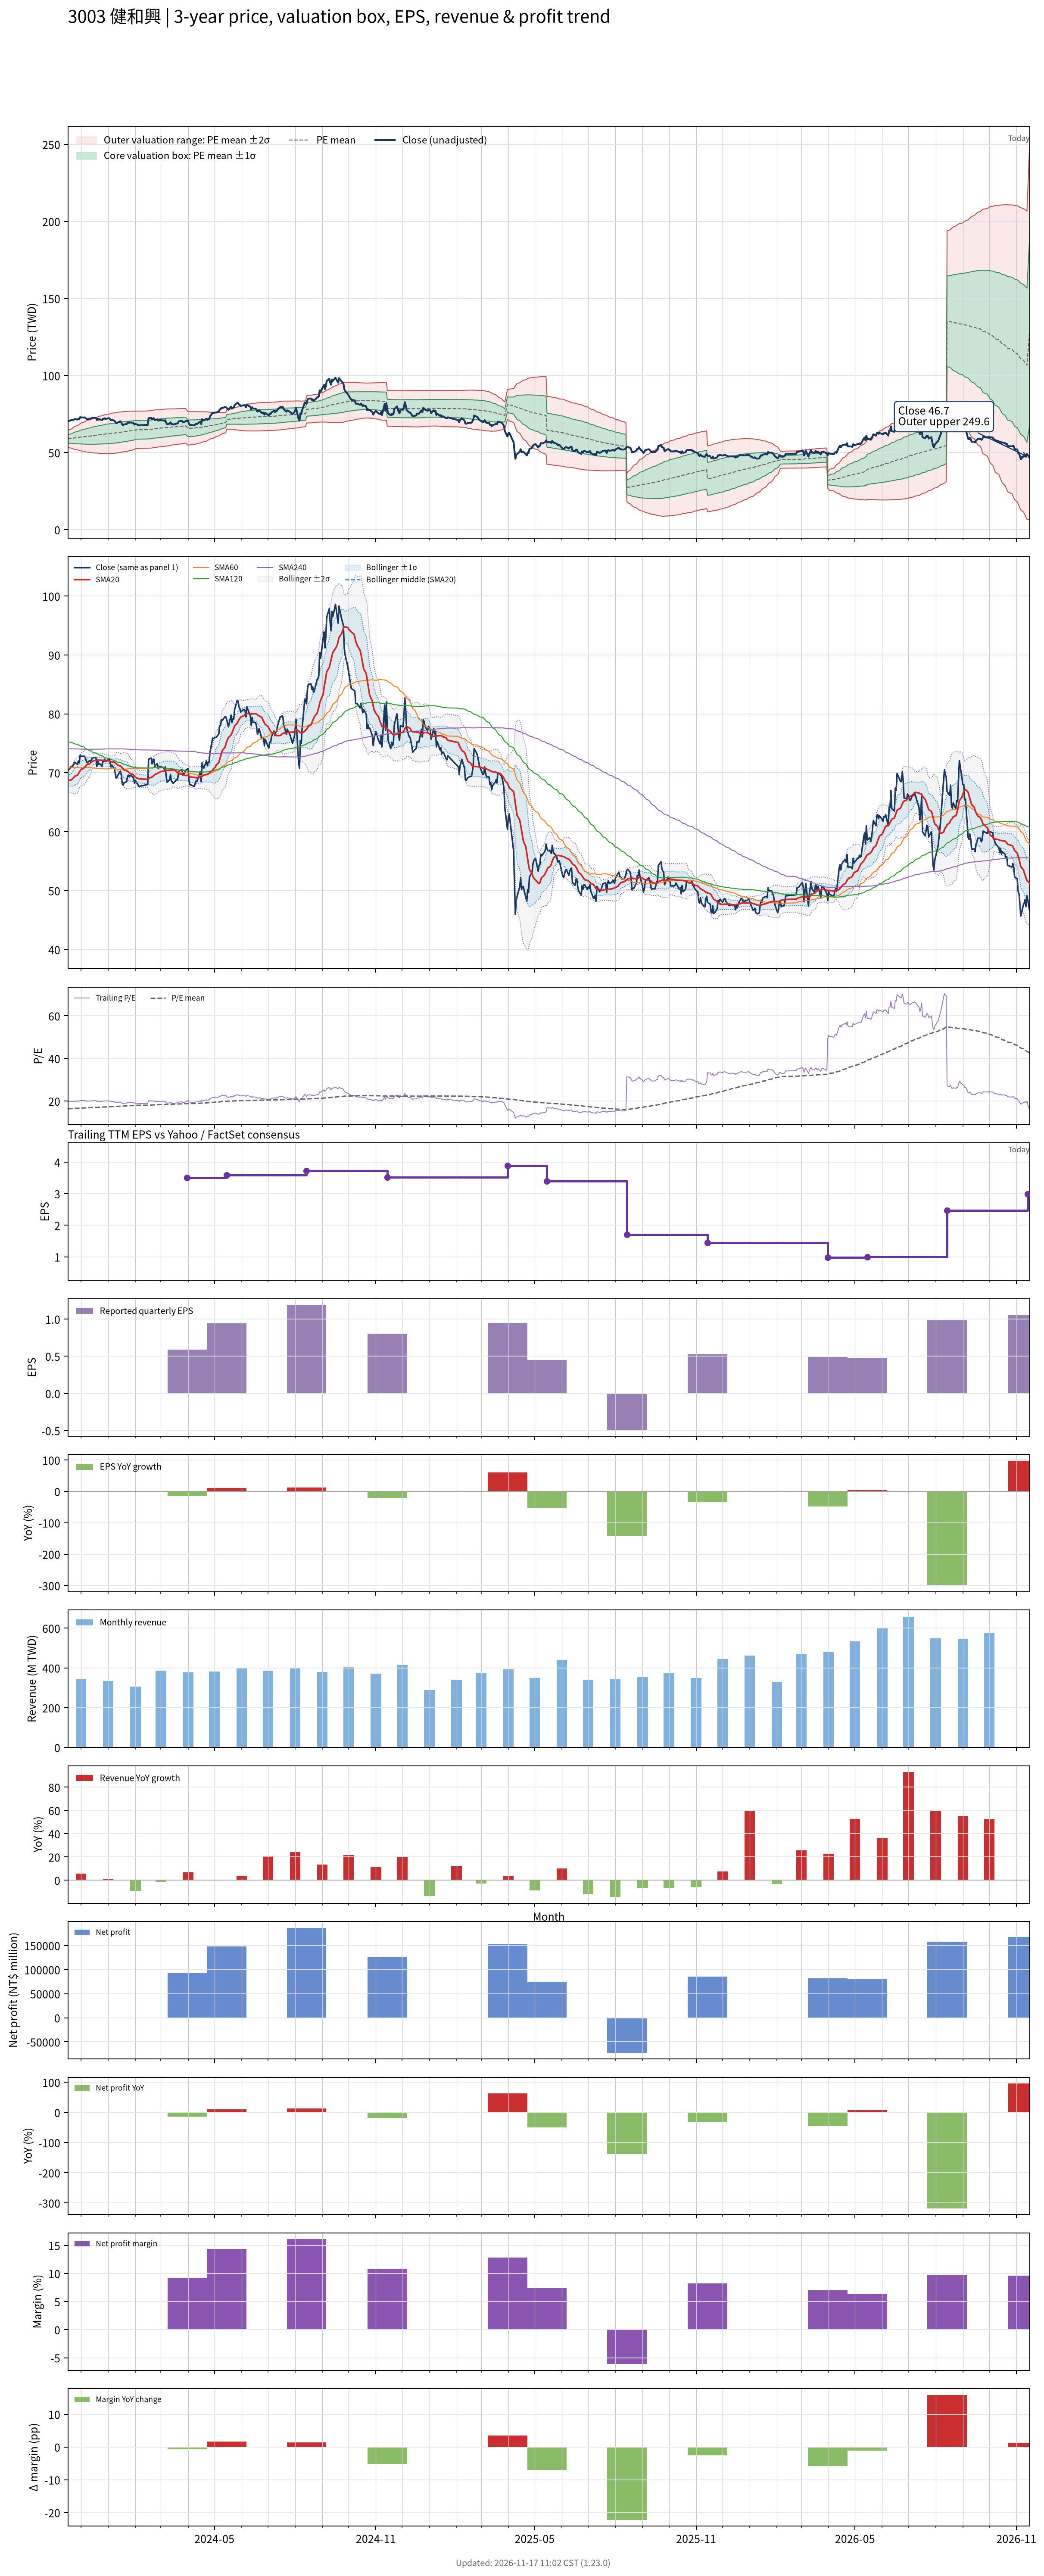 3003 健和興 | 3-year price, valuation box, EPS, revenue & profit trend
Outer valuation range: PE mean ±2σ
PE mean
Close (unadjusted)
Core valuation box: PE mean ±1σ
Today
Price (TWD)
250
200
150
100
50
0
Close 46.7
Outer upper 249.6
Close (same as panel 1)
SMA20
SMA60
SMA120
SMA240
Bollinger ±2σ
Bollinger ±1σ
Bollinger middle (SMA20)
Price
100
90
80
70
60
50
40
Trailing P/E
P/E mean
P/E
60
40
20
Trailing TTM EPS vs Yahoo / FactSet consensus
Today
EPS
4
3
2
1
Reported quarterly EPS
EPS
1.0
0.5
0.0
-0.5
EPS YoY growth
YoY (%)
100
0
-100
-200
-300
Monthly revenue
Revenue (M TWD)
600
400
200
0
Revenue YoY growth
YoY (%)
80
60
40
20
0
Month
Net profit
Net profit (NT$ million)
150000
100000
50000
0
-50000
Net profit YoY
YoY (%)
100
0
-100
-200
-300
Net profit margin
Margin (%)
15
10
5
0
-5
Margin YoY change
Δ margin (pp)
10
0
-10
-20
2024-05
2024-11
2025-05
2025-11
2026-05
2026-11
Updated: 2026-11-17 11:02 CST (1.23.0)